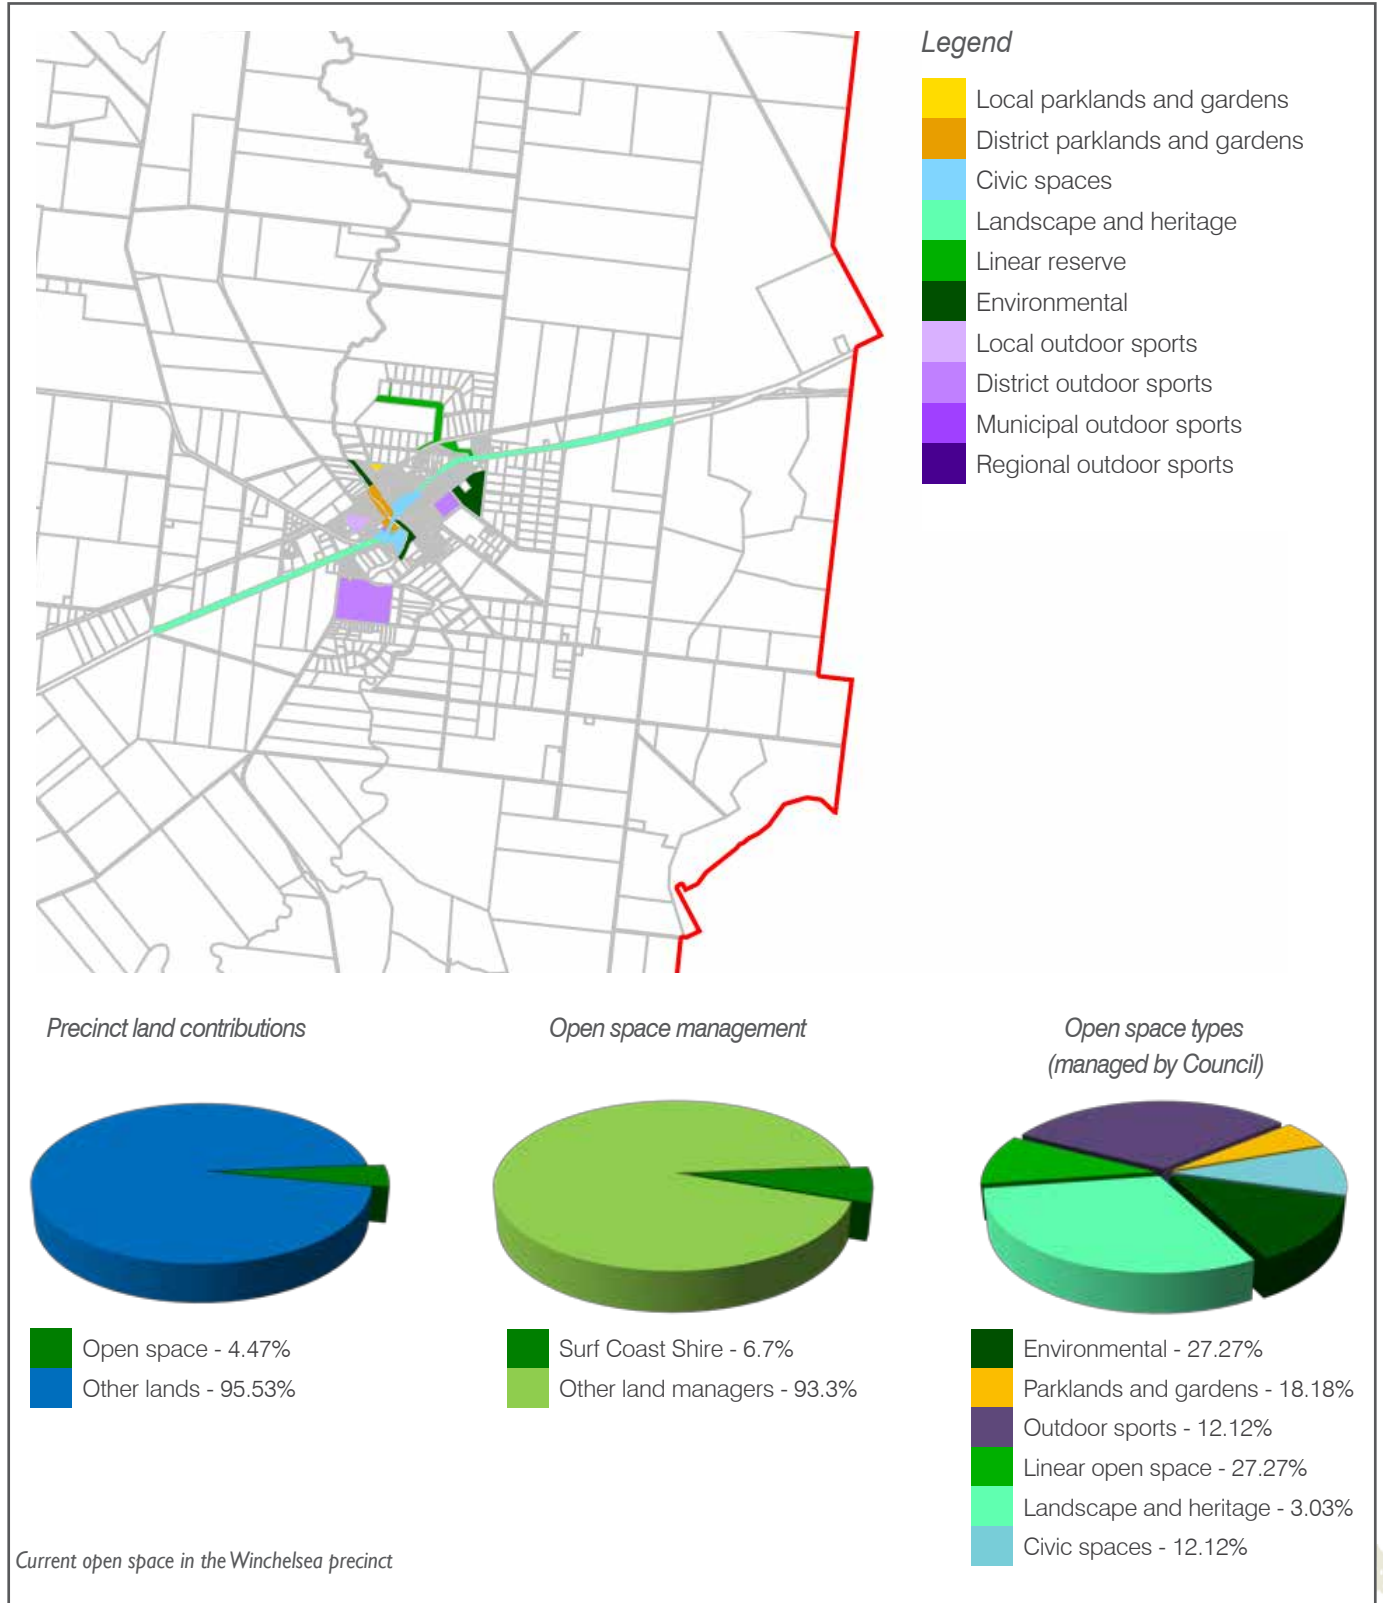 Legend
Local parklands and gardens
District parklands and gardens
Civic spaces
Landscape and heritage
Linear reserve
Environmental
Local outdoor sports
District outdoor sports
Municipal outdoor sports
Regional outdoor sports
Precinct land contributions
Open space - 4.47%
Other lands - 95.53%
Open space management
Surf Coast Shire - 6.7%
Other land managers - 93.3%
Open space types
(managed by Council)
Environmental - 27.27%
Parklands and gardens - 18.18%
Outdoor sports - 12.12%
Linear open space - 27.27%
Landscape and heritage - 3.03%
Civic spaces - 12.12%
Current open space in the Winchelsea precinct